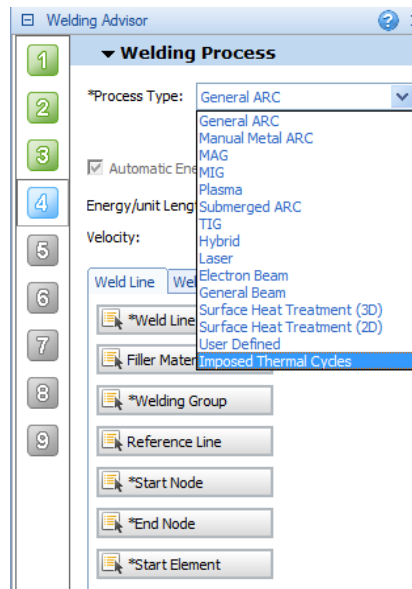 Welding Advisor
1
Welding Process
2
*Process Type: General ARC
General ARC
Manual Metal ARC
3
MAG
Automatic Ene
MIG
Plasma
4
Energy/unit Lengt
Submerged ARC
TIG
Velocity:
Hybrid
5
Laser
Weld Line
Electron Beam
General Beam
6
Surface Heat Treatment (3D)
*Weld Line
Surface Heat Treatment (2D)
User Defined
7
Filler Mater
Imposed Thermal Cycles
8
*Welding Group
9
Reference Line
*Start Node
*End Node
*Start Element